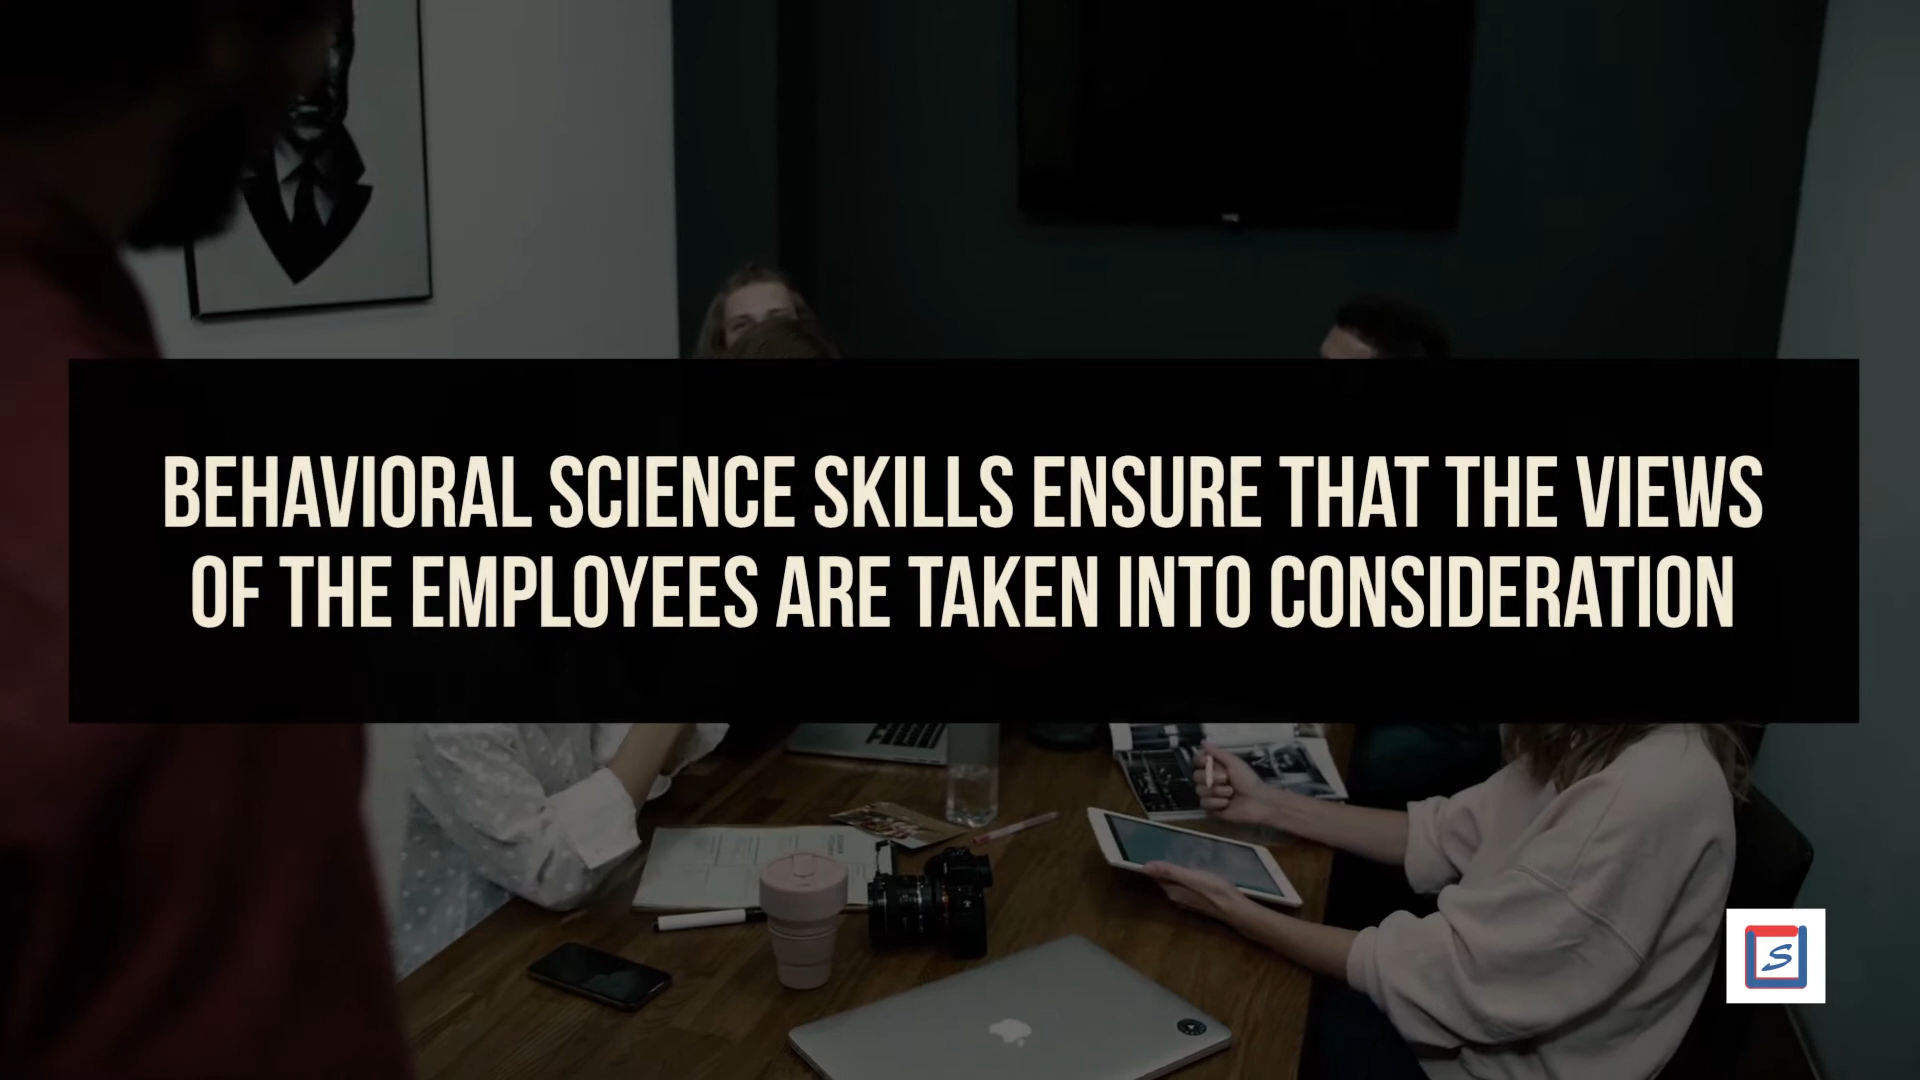 BEHAVIORAL SCIENCE SKILLS ENSURE THAT THE VIEWS
OF THE EMPLOYEES ARE TAKEN INTO CONSIDERATION
S